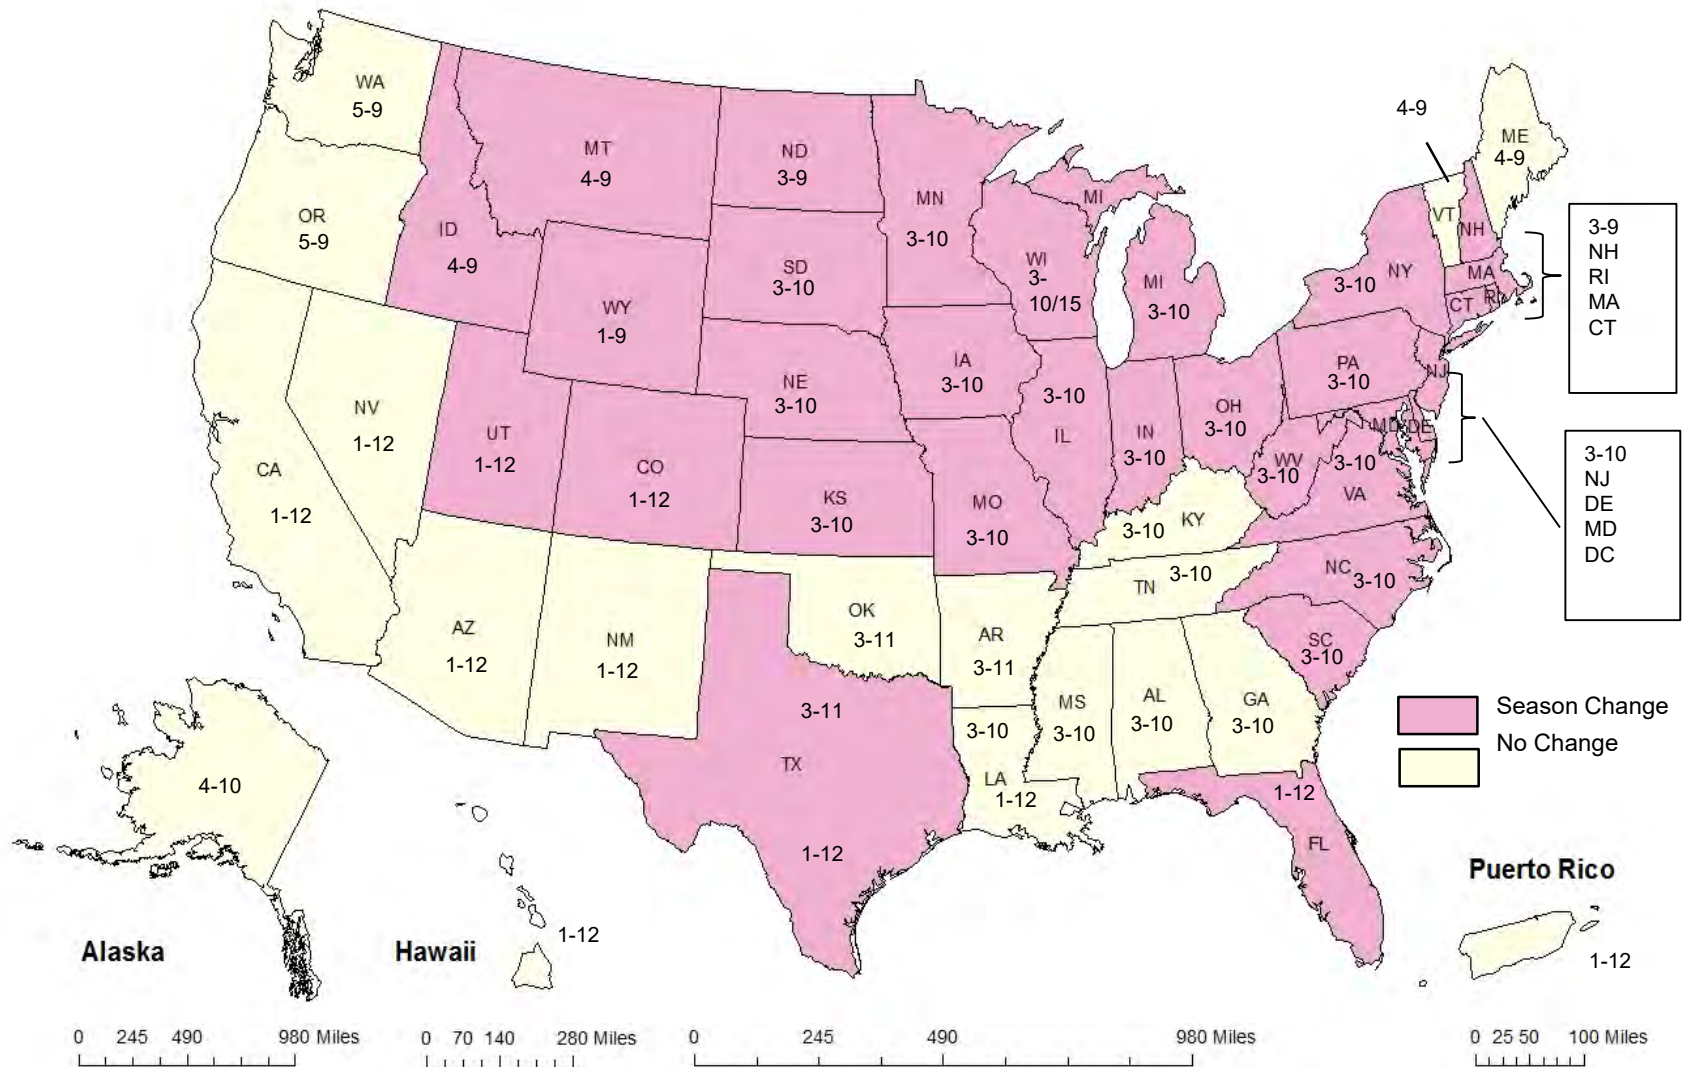 WA
5-9
OR
5-9
CA
1-12
NV
1-12
ID
4-9
MT
4-9
WY
1-9
UT
1-12
CO
1-12
AZ
1-12
NM
1-12
ND
3-9
SD
3-10
NE
3-10
KS
3-10
OK
3-11
3-11
TX
1-12
MN
3-10
IA
3-10
MO
3-10
AR
3-11
3-10
LA
1-12
WI
3-
10/15
MI
MI
3-10
3-10
IL
IN
3-10
OH
3-10
3-10 KY
TN 3-10
MS
3-10
AL
3-10
GA
3-10
1-12
FL
SC
3-10
NC 3-10
3-10
VA
WV
3-10
PA
3-10
NY
3-10
NJ
MD
DE
4-9
VT
NH
ME
4-9
MA
CT
RI
3-9
NH
RI
MA
CT
3-10
NJ
DE
MD
DC
Season Change
No Change
4-10
Alaska
Hawaii
1-12
Puerto Rico
1-12
0 245 490 980 Miles
0 70 140 280 Miles
0 245 490 980 Miles
0 25 50 100 Miles